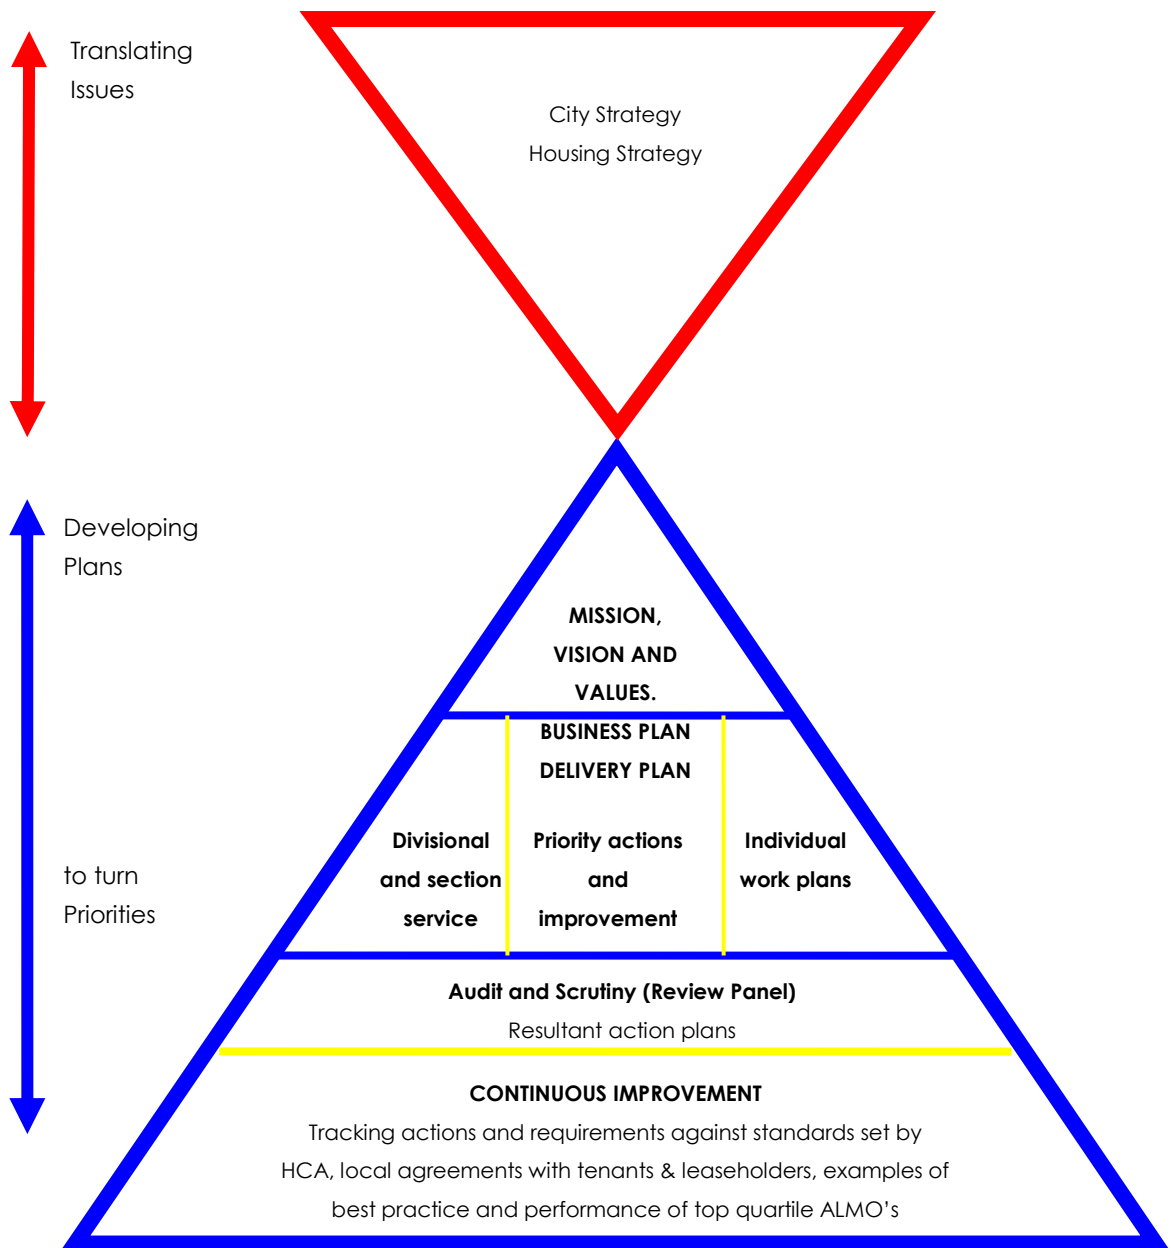 Translating
Issues
City Strategy
Housing Strategy
Developing
Plans
MISSION,
VISION AND
VALUES.
BUSINESS PLAN
DELIVERY PLAN
Divisional
and section
service
Priority actions
and
improvement
Individual
work plans
to turn
Priorities
Audit and Scrutiny (Review Panel)
Resultant action plans
CONTINUOUS IMPROVEMENT
Tracking actions and requirements against standards set by
HCA, local agreements with tenants & leaseholders, examples of
best practice and performance of top quartile ALMO’s